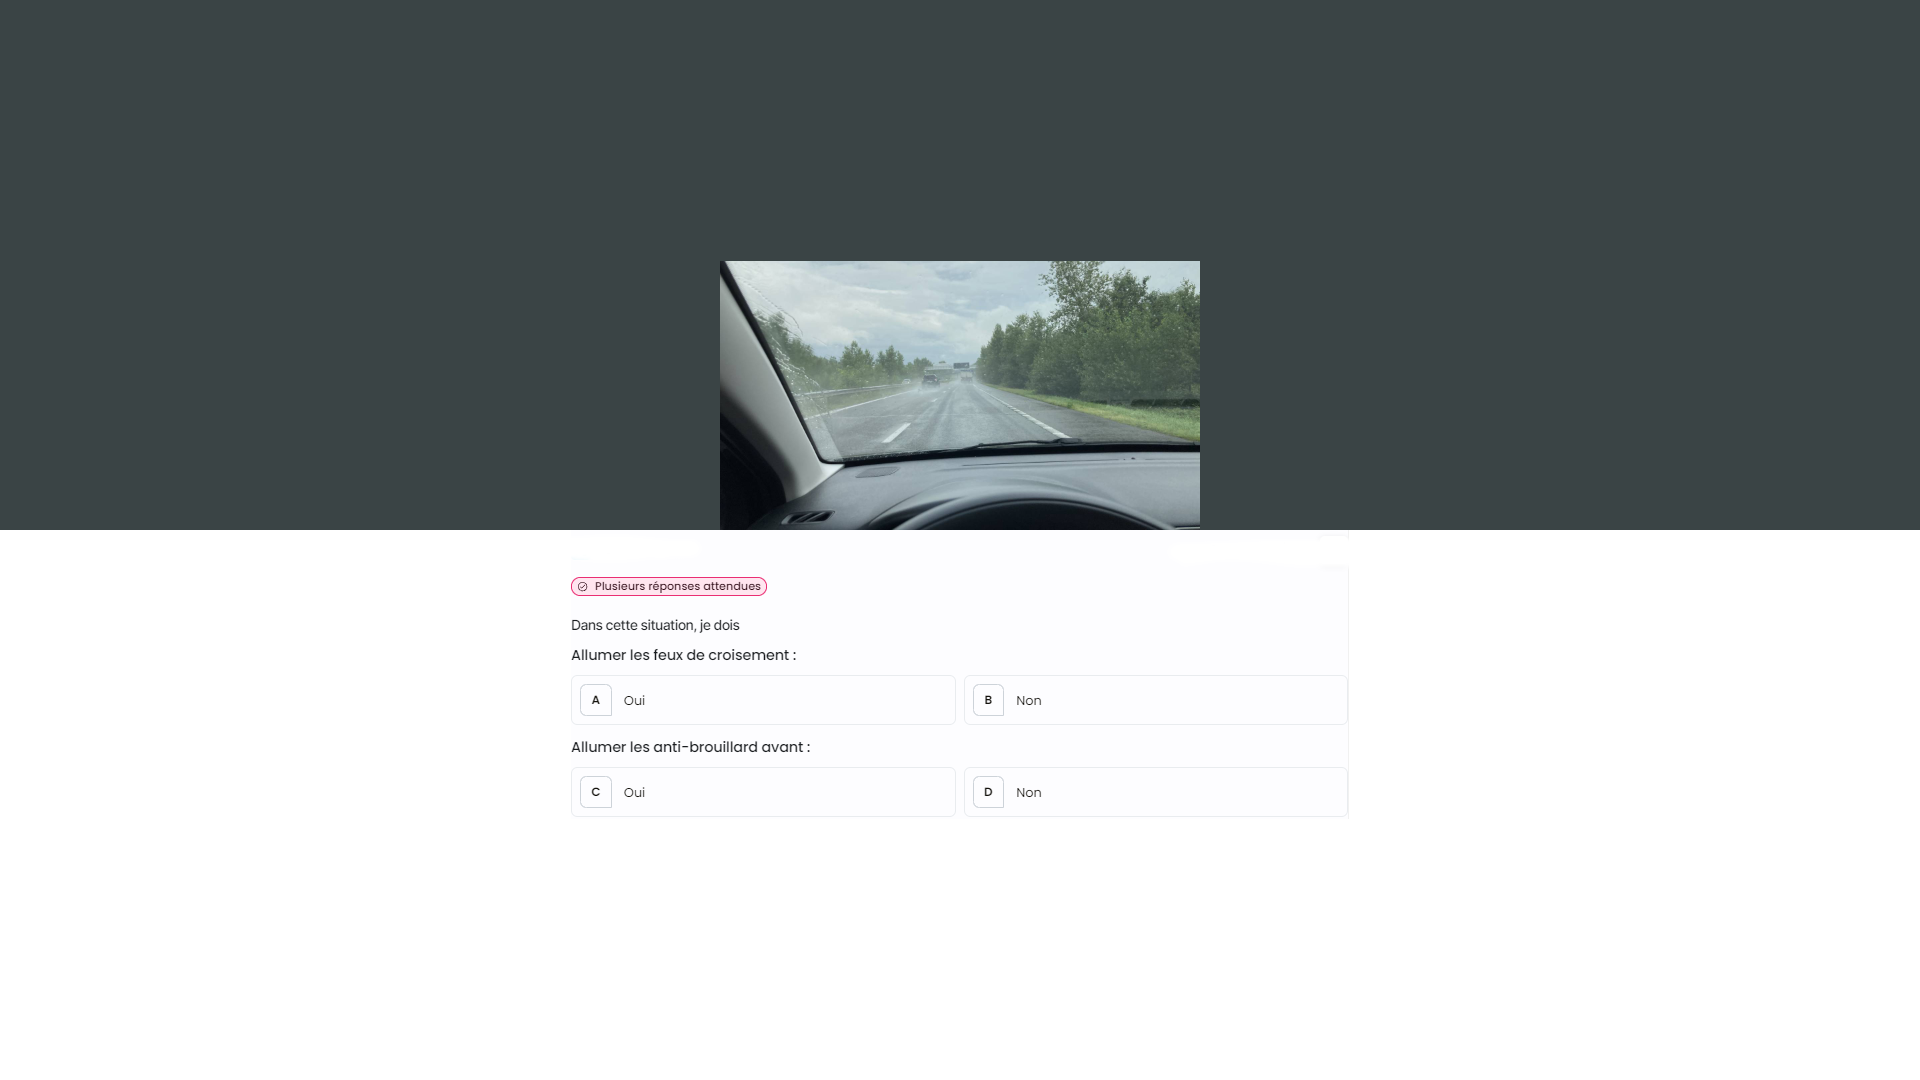 Plusieurs réponses attendues
Dans cette situation, je dois
Allumer les feux de croisement :
A Oui
B Non
Allumer les anti-brouillard avant :
C Oui
D Non